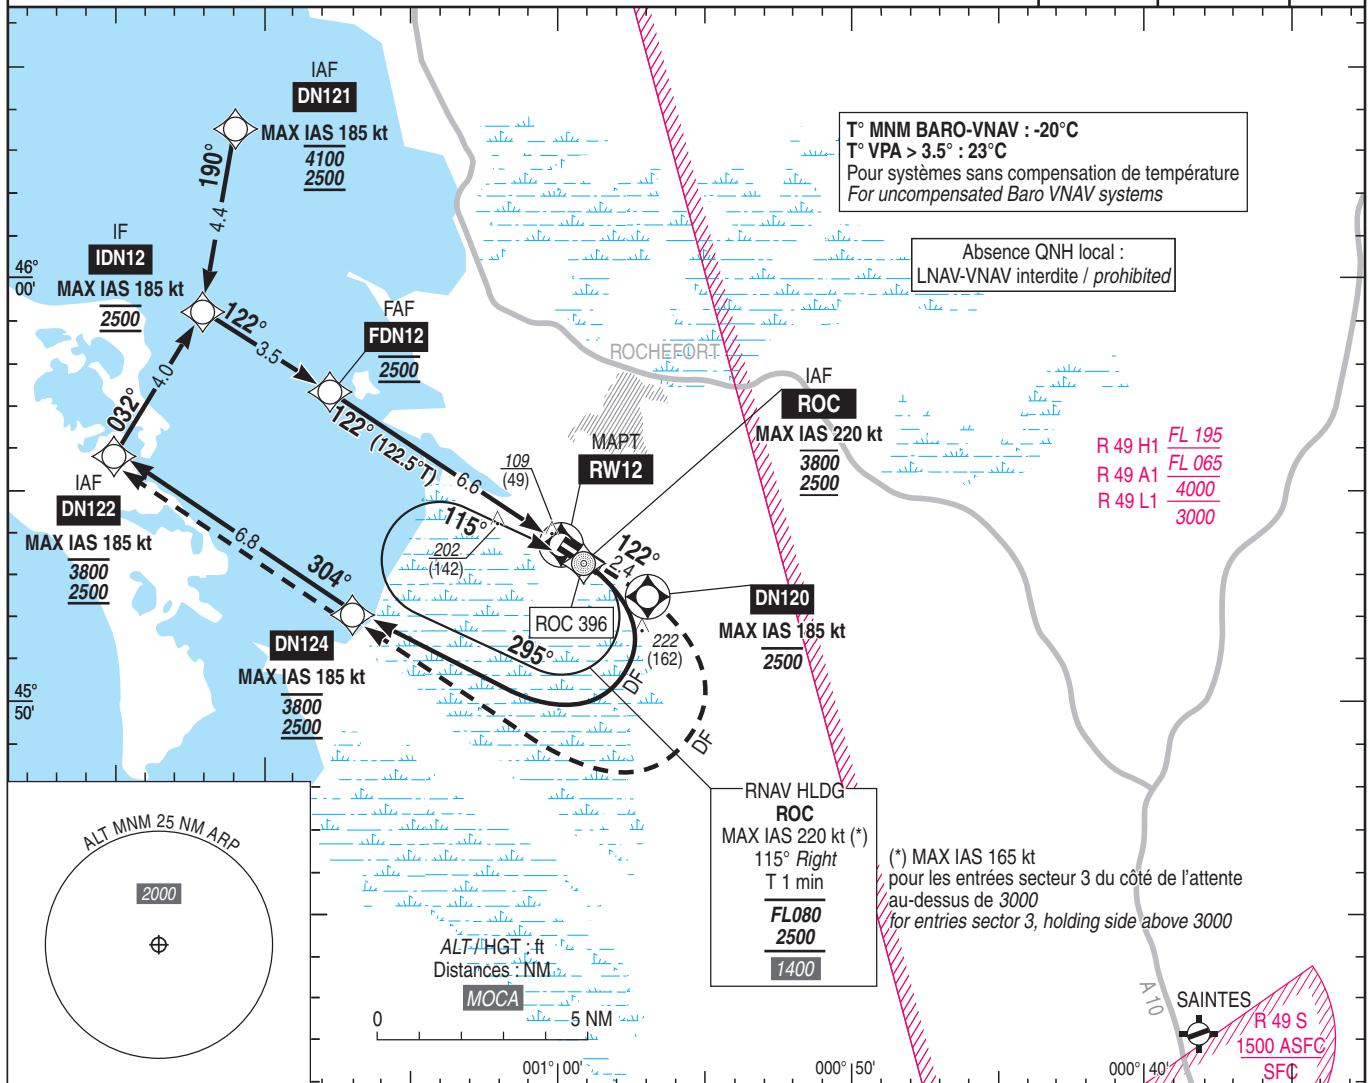 IAF
DN121
MAX IAS 185 kt
4100
2500
190°
4.4
IF
IDN12
MAX IAS 185 kt
2500
46°
00'
122°
3.5
FAF
FDN12
2500
032°
4.0
122° (122.5°T)
6.6
IAF
DN122
MAX IAS 185 kt
3800
2500
6.8
304°
DN124
MAX IAS 185 kt
3800
2500
45°
50'
T° MNM BARO-VNAV : -20°C
T° VPA > 3.5° : 23°C
Pour systèmes sans compensation de température
For uncompensated Baro VNAV systems
Absence QNH local :
LNAV-VNAV interdite / prohibited
ROCHEFORT
MAPT
RW12
109
(49)
IAF
ROC
MAX IAS 220 kt
3800
2500
R 49 H1 FL 195
R 49 A1 FL 065
4000
R 49 L1 3000
115°
202
(142)
122°
2.4
ROC 396
295°
DN120
MAX IAS 185 kt
2500
222
(162)
DF
DF
RNAV HLDG
ROC
MAX IAS 220 kt (*)
115° Right
T 1 min
FL080
2500
1400
(*) MAX IAS 165 kt
pour les entrées secteur 3 du côté de l'attente
au-dessus de 3000
for entries sector 3, holding side above 3000
ALT MNM 25 NM ARP
2000
ALT / HGT : ft
Distances : NM
MOCA
0 5 NM
A 10
SAINTES
R 49 S
1500 ASFC
SFC
001° 00'
000° 50'
000° 40'